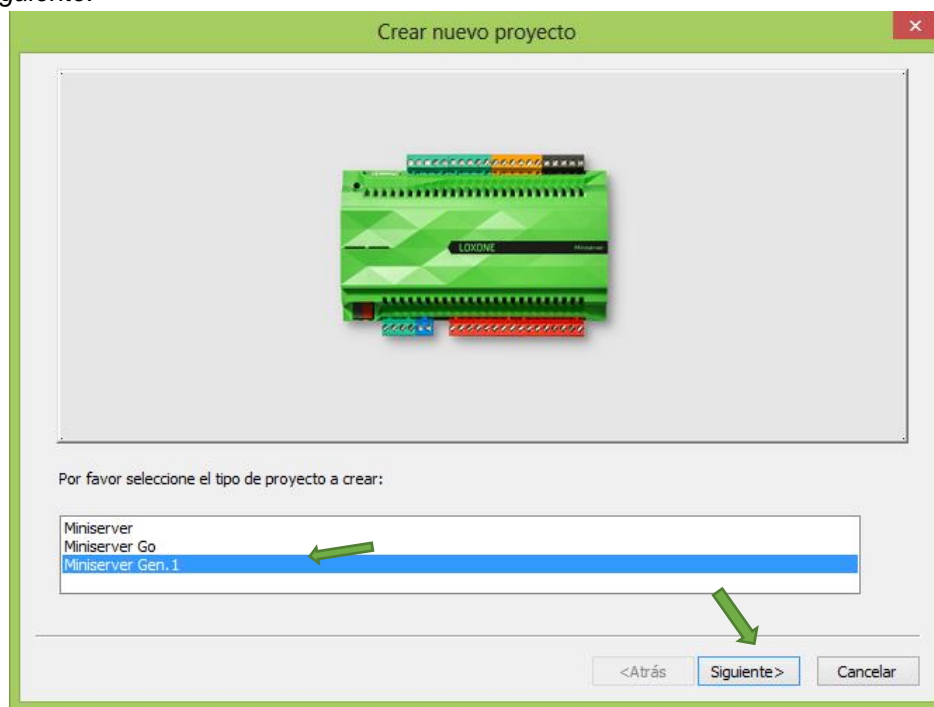 guiente.
Crear nuevo proyecto
LOXONE
Miniserver
Por favor seleccione el tipo de proyecto a crear:
Miniserver
Miniserver Go
Miniserver Gen.1
<Atrás Siguiente> Cancelar